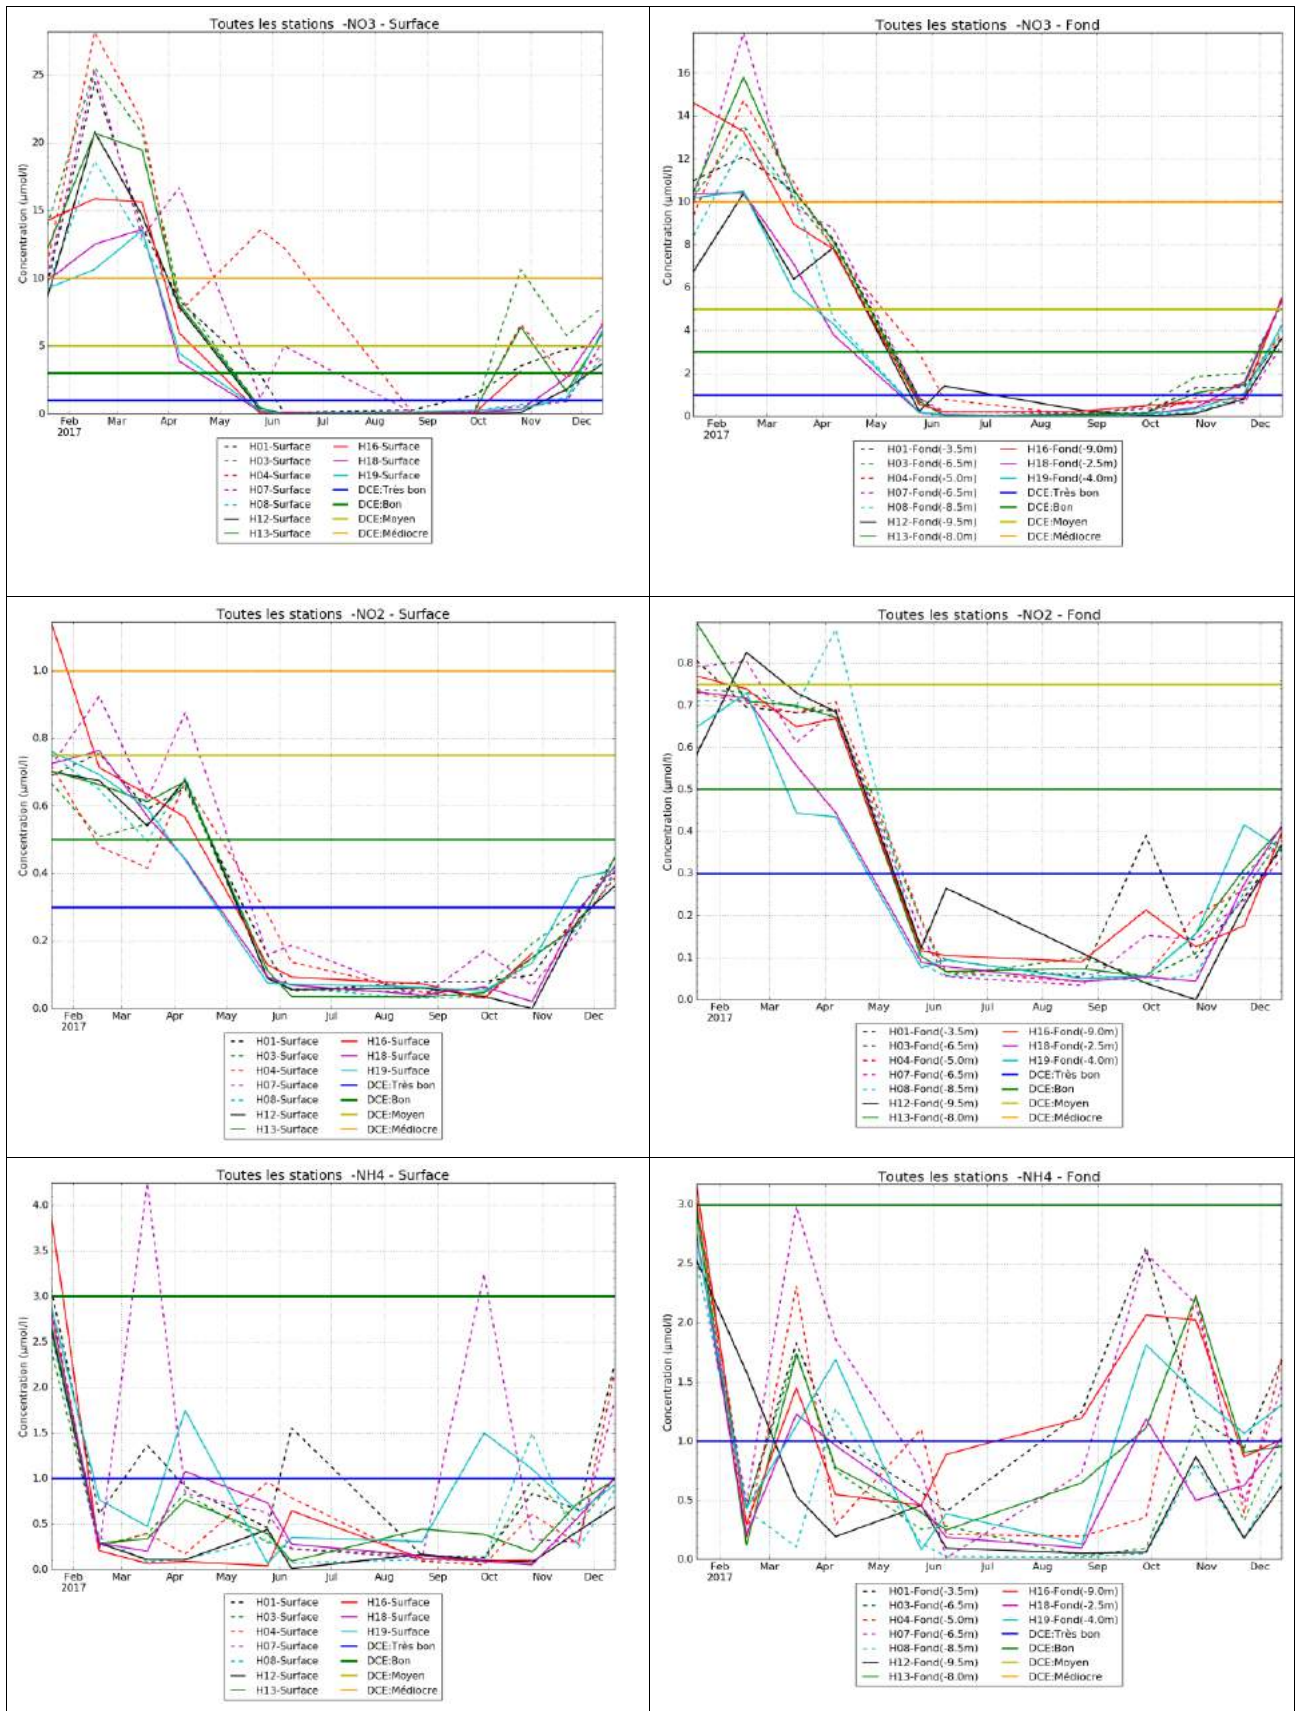 Toutes les stations -NO3 - Surface
Concentration (µmol/l)
25
20
15
10
5
0
Feb Mar Apr May Jun Jul Aug Sep Oct Nov Dec
2017
H01-Surface H16-Surface
H03-Surface H18-Surface
H04-Surface H19-Surface
H07-Surface DCE:Très bon
H08-Surface DCE:Bon
H12-Surface DCE:Moyen
H13-Surface DCE:Médiocre
Toutes les stations -NO3 - Fond
Concentration (µmol/l)
16
14
12
10
8
6
4
2
0
Feb Mar Apr May Jun Jul Aug Sep Oct Nov Dec
2017
H01-Fond(-3.5m) H16-Fond(-9.0m)
H03-Fond(-6.5m) H18-Fond(-2.5m)
H04-Fond(-5.0m) H19-Fond(-4.0m)
H07-Fond(-6.5m) DCE:Très bon
H08-Fond(-8.5m) DCE:Bon
H12-Fond(-9.5m) DCE:Moyen
H13-Fond(-8.0m) DCE:Médiocre
Toutes les stations -NO2 - Surface
Concentration (µmol/l)
1.0
0.8
0.6
0.4
0.2
0.0
Feb Mar Apr May Jun Jul Aug Sep Oct Nov Dec
2017
H01-Surface H16-Surface
H03-Surface H18-Surface
H04-Surface H19-Surface
H07-Surface DCE:Très bon
H08-Surface DCE:Bon
H12-Surface DCE:Moyen
H13-Surface DCE:Médiocre
Toutes les stations -NO2 - Fond
Concentration (µmol/l)
0.8
0.7
0.6
0.5
0.4
0.3
0.2
0.1
0.0
Feb Mar Apr May Jun Jul Aug Sep Oct Nov Dec
2017
H01-Fond(-3.5m) H16-Fond(-9.0m)
H03-Fond(-6.5m) H18-Fond(-2.5m)
H04-Fond(-5.0m) H19-Fond(-4.0m)
H07-Fond(-6.5m) DCE:Très bon
H08-Fond(-8.5m) DCE:Bon
H12-Fond(-9.5m) DCE:Moyen
H13-Fond(-8.0m) DCE:Médiocre
Toutes les stations -NH4 - Surface
Concentration (µmol/l)
4.0
3.5
3.0
2.5
2.0
1.5
1.0
0.5
0.0
Feb Mar Apr May Jun Jul Aug Sep Oct Nov Dec
2017
H01-Surface H16-Surface
H03-Surface H18-Surface
H04-Surface H19-Surface
H07-Surface DCE:Très bon
H08-Surface DCE:Bon
H12-Surface DCE:Moyen
H13-Surface DCE:Médiocre
Toutes les stations -NH4 - Fond
Concentration (µmol/l)
3.0
2.5
2.0
1.5
1.0
0.5
0.0
Feb Mar Apr May Jun Jul Aug Sep Oct Nov Dec
2017
H01-Fond(-3.5m) H16-Fond(-9.0m)
H03-Fond(-6.5m) H18-Fond(-2.5m)
H04-Fond(-5.0m) H19-Fond(-4.0m)
H07-Fond(-6.5m) DCE:Très bon
H08-Fond(-8.5m) DCE:Bon
H12-Fond(-9.5m) DCE:Moyen
H13-Fond(-8.0m) DCE:Médiocre